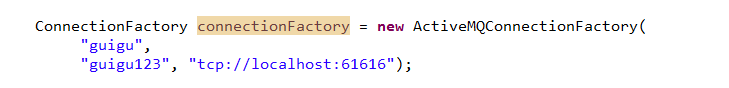 ConnectionFactory connectionFactory = new ActiveMQConnectionFactory(
"guigu",
"guigu123", "tcp://localhost:61616");